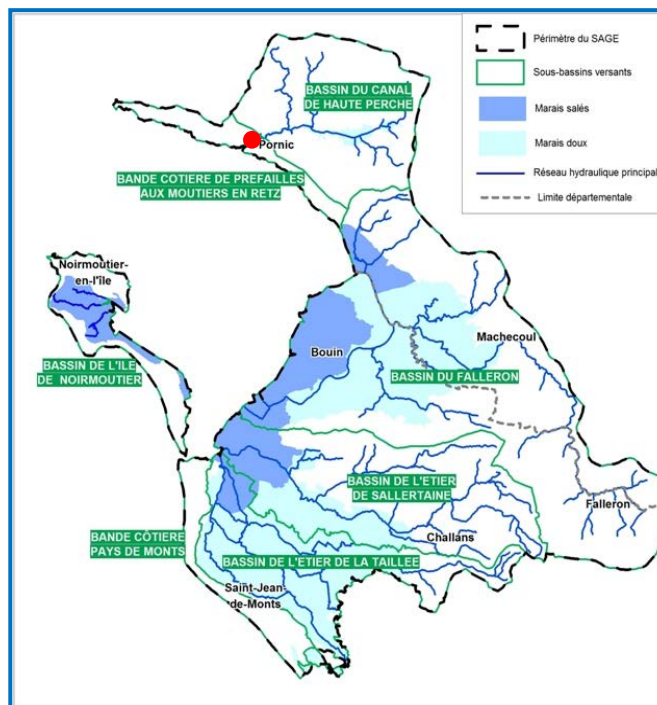 Périmètre du SAGE
Sous-bassins versants
Marais salés
Marais doux
Réseau hydraulique principal
Limite départementale
BASSIN DU CANAL
DE HAUTE PERCHE
Pornic
BANDE COTIERE DE PREFAILLES
AUX MOUTIERS EN RETZ
Noirmoutier-
en-l'île
BASSIN DE L'ILE
DE NOIRMOUTIER
Machecoul
Bouin
BASSIN DU FALLERON
BASSIN DE L'ETIER
DE SALLERTAINE
Falleron
BANDE CÔTIERE
PAYS DE MONTS
Challans
BASSIN DE L'ETIER DE LA TAILLEE
Saint-Jean-
de-Monts